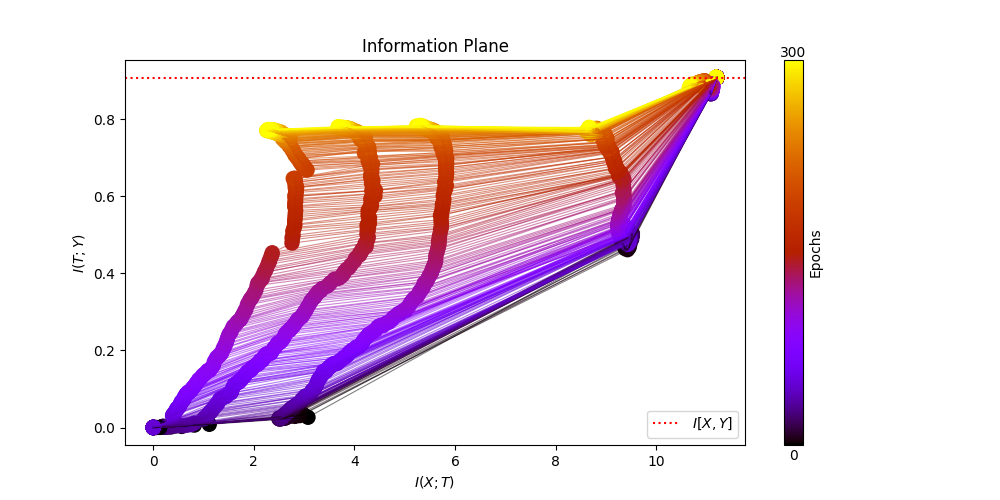 Information Plane
300
0.8
0.6
0.4
0.2
0.0
I(T; Y)
Epochs
I[X, Y]
0
2
4
6
8
10
0
I(X; T)